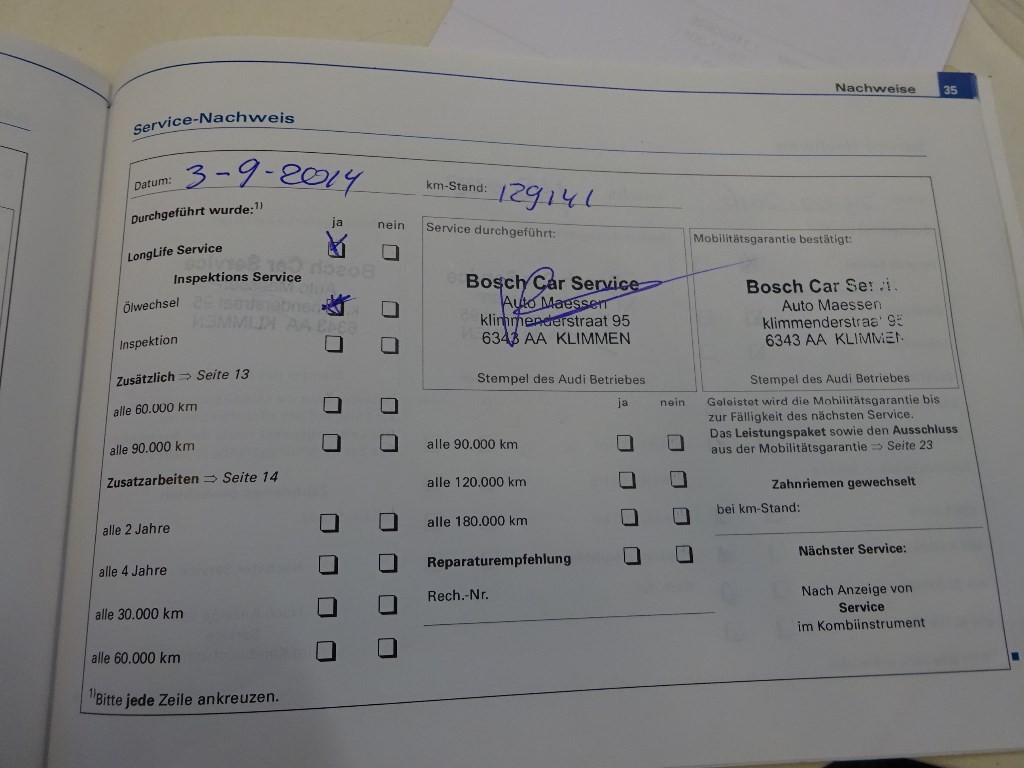 Nachweise 35
Service-Nachweis
Datum: 3-9-2014 km-Stand: 129141
Durchgeführt wurde:1)
ja nein
LongLife Service
Inspektions Service
Ölwechsel
Inspektion
Zusätzlich ⇒ Seite 13
alle 60.000 km
alle 90.000 km
Zusatzarbeiten ⇒ Seite 14
alle 2 Jahre
alle 4 Jahre
alle 30.000 km
alle 60.000 km
1)Bitte jede Zeile ankreuzen.
Service durchgeführt:
Bosch Car Service
Auto Maessen
klimmenderstraat 95
6343 AA KLIMMEN
Stempel des Audi Betriebes
ja nein
alle 90.000 km
alle 120.000 km
alle 180.000 km
Reparaturempfehlung
Rech.-Nr.
Mobilitätsgarantie bestätigt:
Bosch Car
Auto Maessen
klimmenderstraat 95
6343 AA KLIMMEN
Stempel des Audi Betriebes
Geleistet wird die Mobilitätsgarantie bis
zur Fälligkeit des nächsten Service.
Das Leistungspaket sowie den Ausschluss
aus der Mobilitätsgarantie ⇒ Seite 23
Zahnriemen gewechselt
bei km-Stand:
Nächster Service:
Nach Anzeige von
Service
im Kombiinstrument